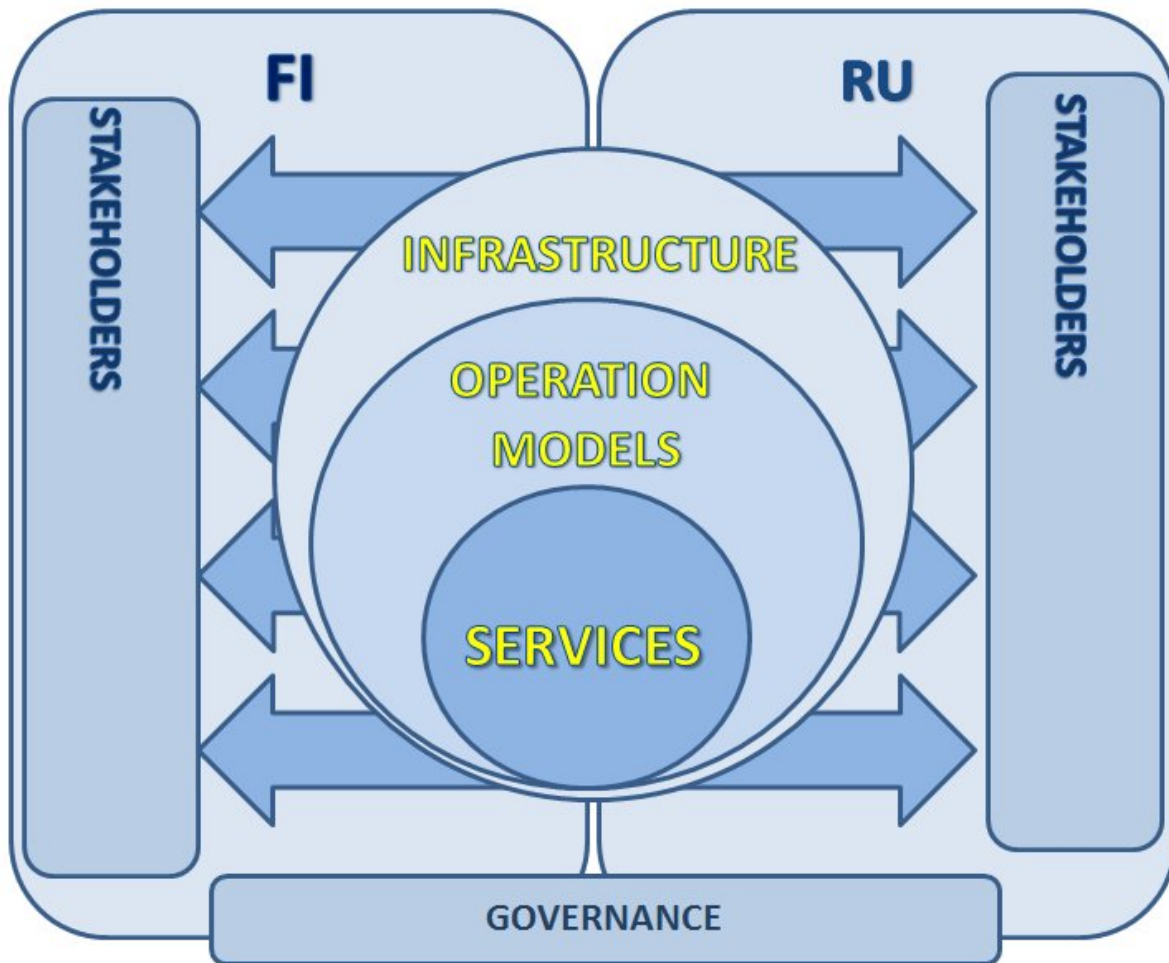 FI
RU
STAKEHOLDERS
STAKEHOLDERS
INFRASTRUCTURE
OPERATION
MODELS
SERVICES
GOVERNANCE